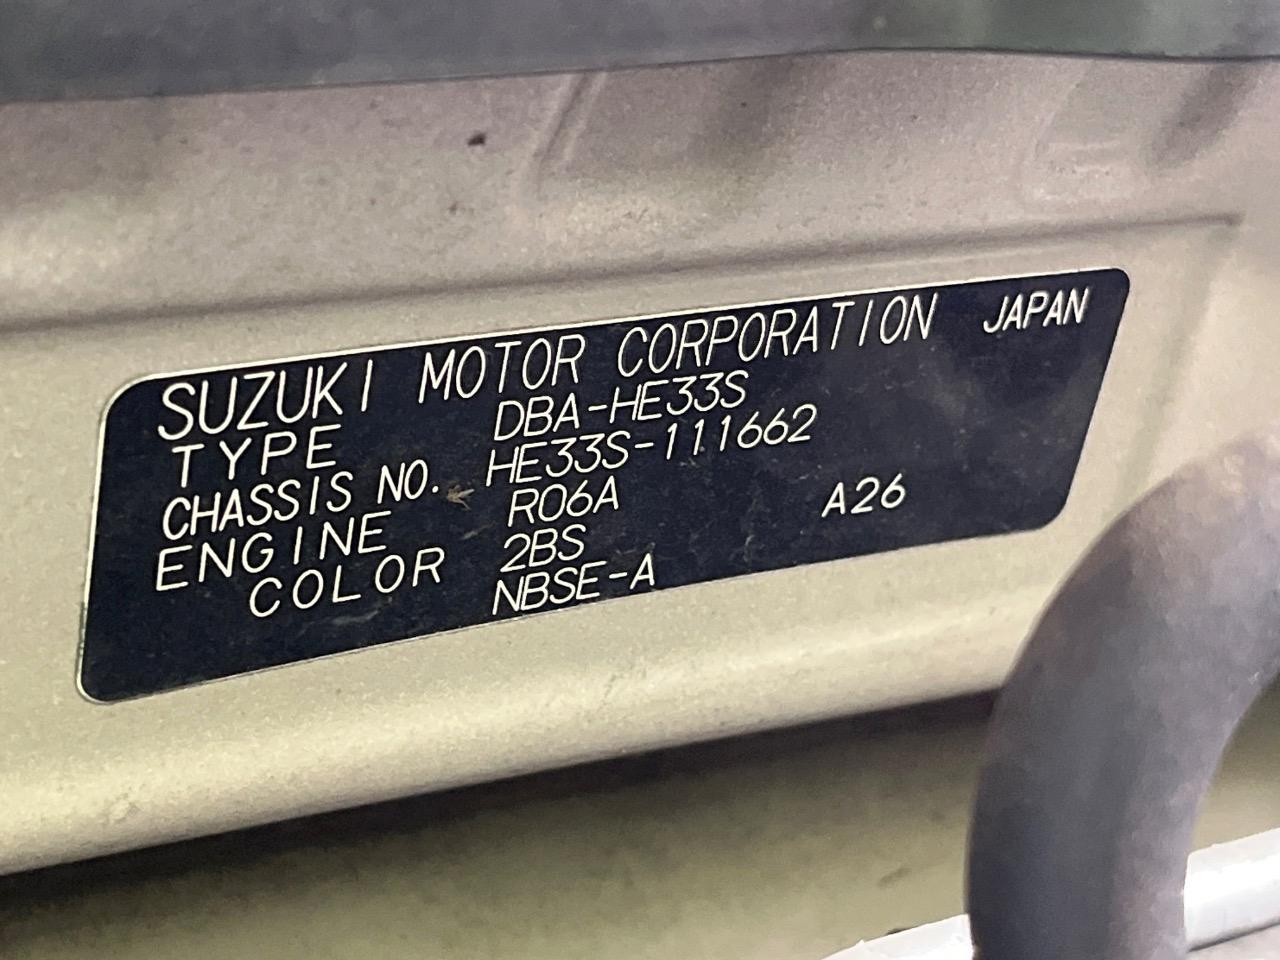 SUZUKI MOTOR CORPORATION JAPAN
TYPE DBA-HE33S
CHASSIS NO. HE33S-111662
ENGINE R06A A26
COLOR 2BS
NBSE-A